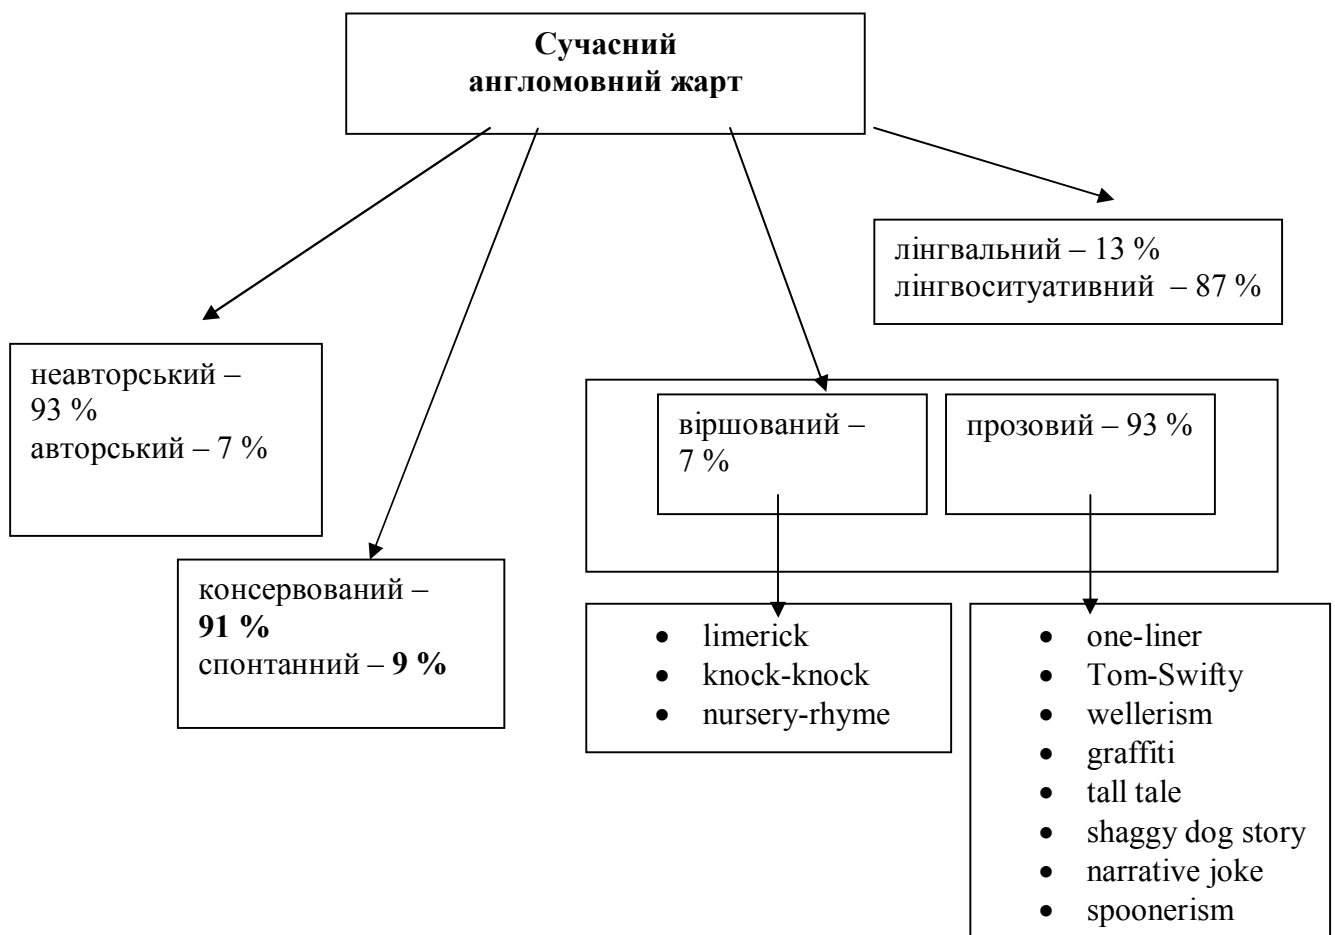 Сучасний
англомовний жарт
лінгвальний – 13 %
лінгвоситуативний – 87 %
неавторський –
93 %
авторський – 7 %
віршований –
7 %
прозовий – 93 %
консервований –
91 %
спонтанний – 9 %
• limerick
• knock-knock
• nursery-rhyme
• one-liner
• Tom-Swifty
• wellerism
• graffiti
• tall tale
• shaggy dog story
• narrative joke
• spoonerism